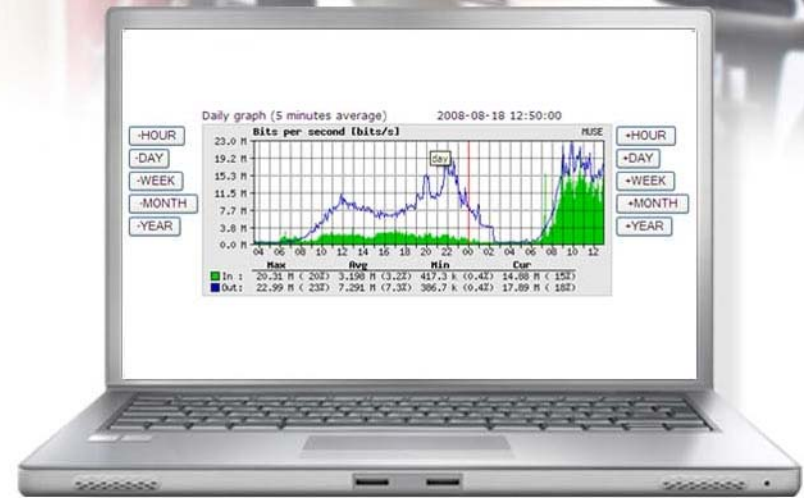 Daily graph (5 minutes average) 2008-08-18 12:50:00
-HOUR
-DAY
-WEEK
-MONTH
-YEAR
Bits per second [bits/s] MUSE
23.0 M
19.2 M
15.3 M
11.5 M
7.7 M
3.8 M
0.0 M
day
04 06 08 10 12 14 16 18 20 22 00 02 04 06 08 10 12
Max Avg Min Cur
In : 20.31 M ( 20%) 3.198 M (3.2%) 417.3 k (0.4%) 14.88 M ( 15%)
Out: 22.99 M ( 23%) 7.291 M (7.3%) 386.7 k (0.4%) 17.89 M ( 18%)
+HOUR
+DAY
+WEEK
+MONTH
+YEAR